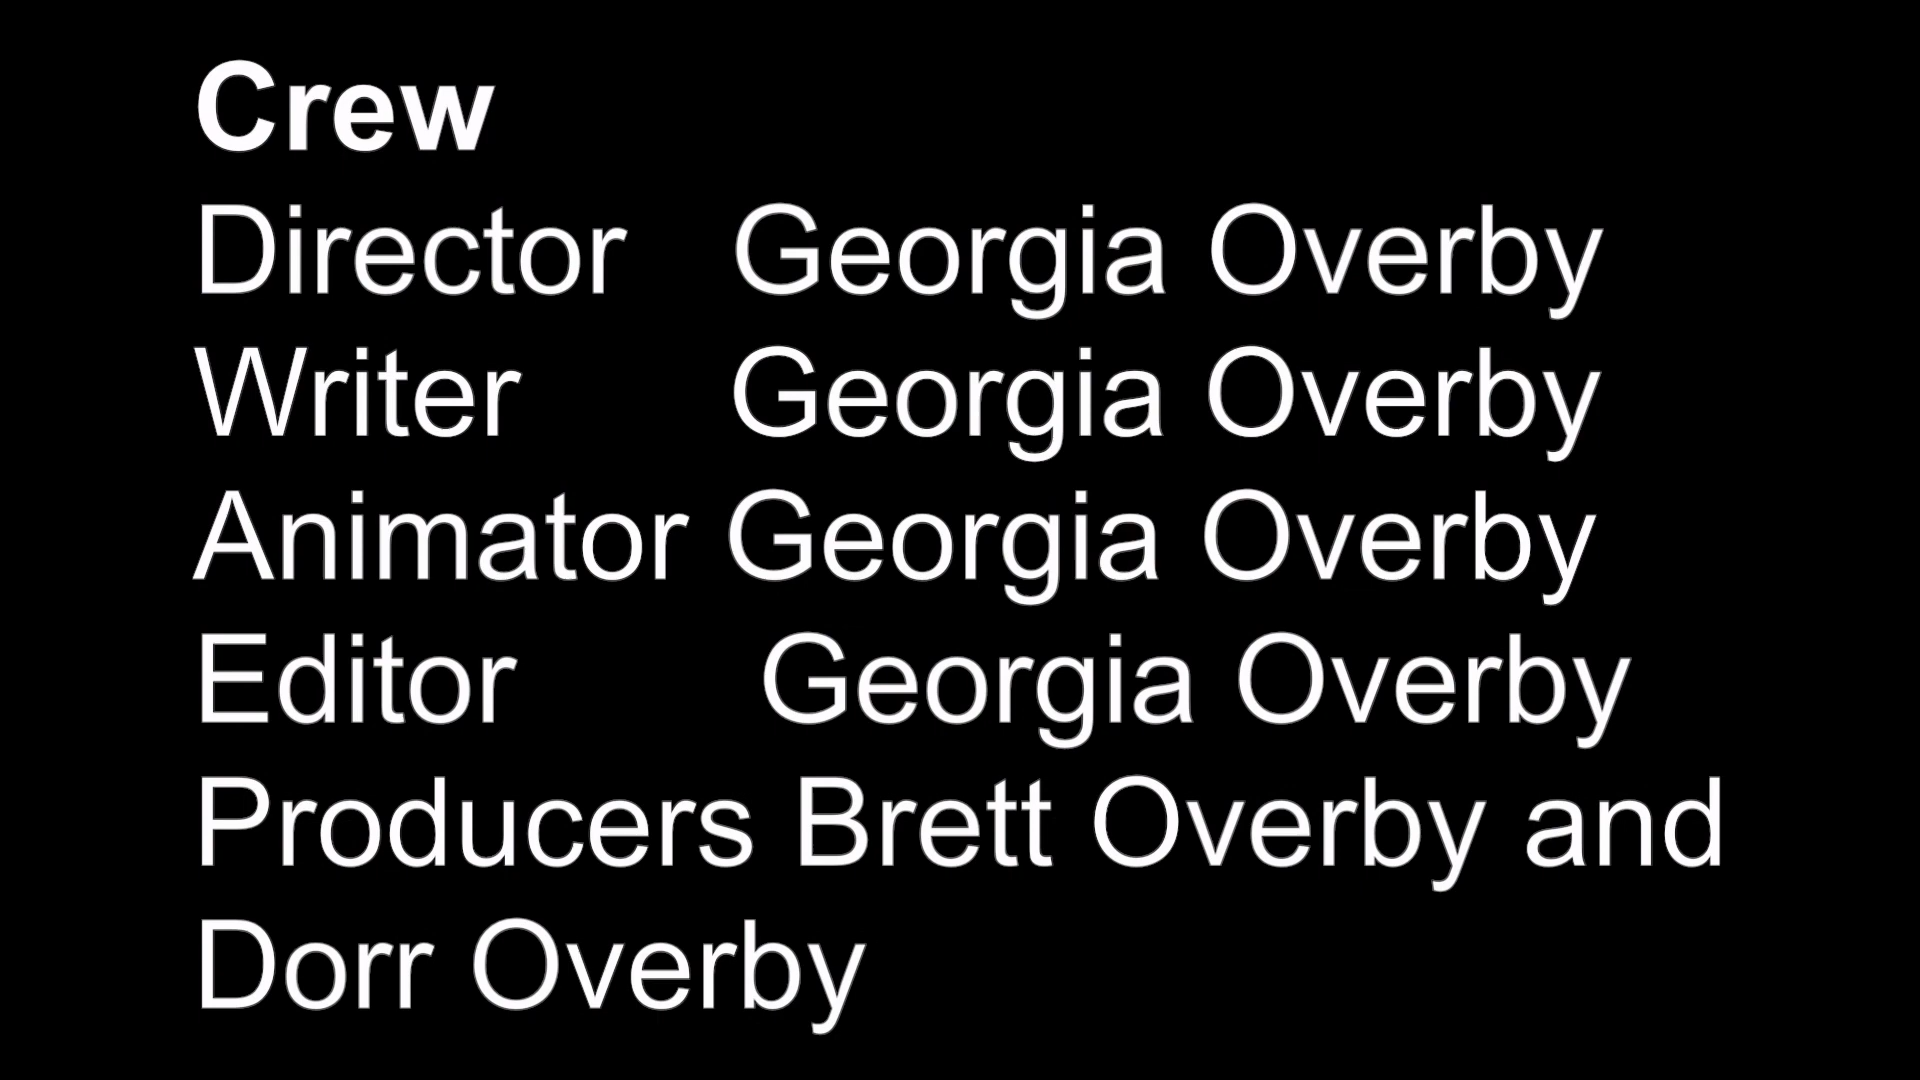 Crew
Director Georgia Overby
Writer Georgia Overby
Animator Georgia Overby
Editor Georgia Overby
Producers Brett Overby and
Dorr Overby